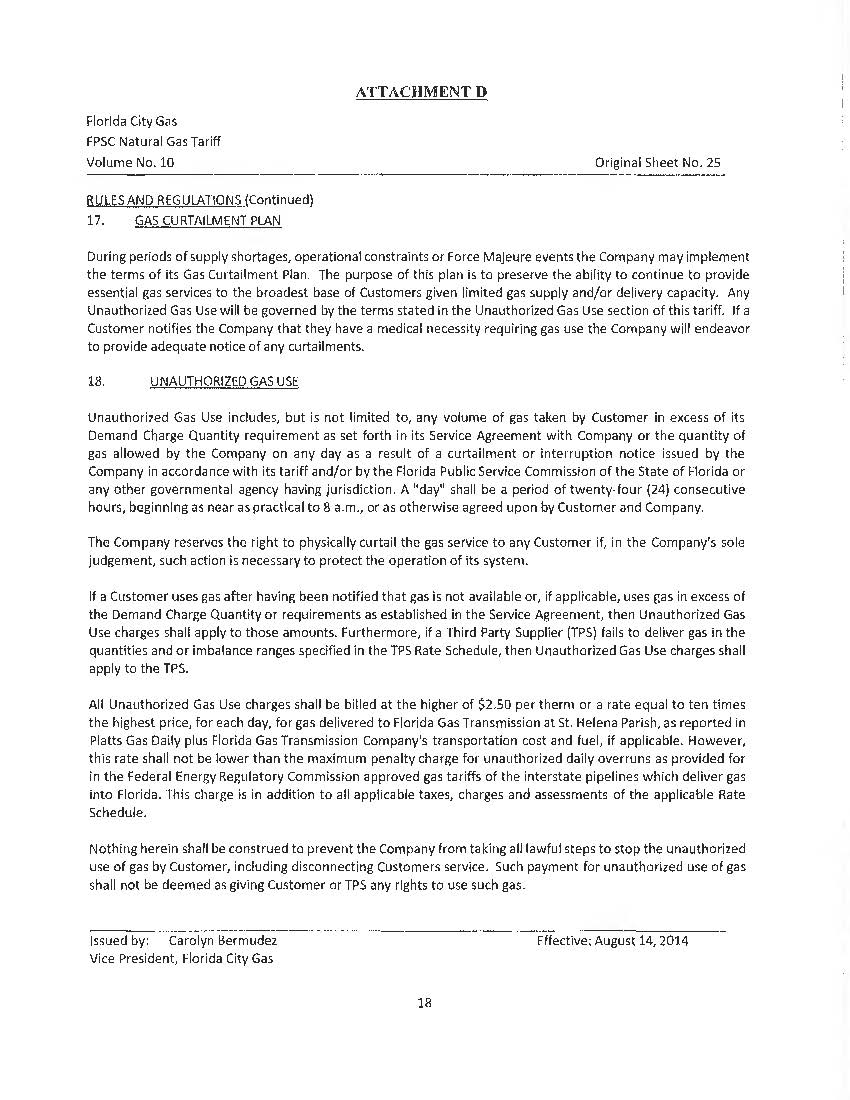 ATTACHMENT D
Florida City Gas
FPSC Natural Gas Tariff
Volume No. 10 Original Sheet No. 25
RULES AND REGULATIONS (Continued)
17. GAS CURTAILMENT PLAN
During periods of supply shortages, operational constraints or Force Majeure events the Company may implement
the terms of its Gas Curtailment Plan. The purpose of this plan is to preserve the ability to continue to provide
essential gas services to the broadest base of Customers given limited gas supply and/or delivery capacity. Any
Unauthorized Gas Use will be governed by the terms stated in the Unauthorized Gas Use section of this tariff. If a
Customer notifies the Company that they have a medical necessity requiring gas use the Company will endeavor
to provide adequate notice of any curtailments.
18. UNAUTHORIZED GAS USE
Unauthorized Gas Use includes, but is not limited to, any volume of gas taken by Customer in excess of its
Demand Charge Quantity requirement as set forth in its Service Agreement with Company or the quantity of
gas allowed by the Company on any day as a result of a curtailment or interruption notice issued by the
Company in accordance with its tariff and/or by the Florida Public Service Commission of the State of Florida or
any other governmental agency having jurisdiction. A "day" shall be a period of twenty-four (24) consecutive
hours, beginning as near as practical to 8 a.m., or as otherwise agreed upon by Customer and Company.
The Company reserves the right to physically curtail the gas service to any Customer if, in the Company's sole
judgement, such action is necessary to protect the operation of its system.
If a Customer uses gas after having been notified that gas is not available or, if applicable, uses gas in excess of
the Demand Charge Quantity or requirements as established in the Service Agreement, then Unauthorized Gas
Use charges shall apply to those amounts. Furthermore, if a Third Party Supplier (TPS) fails to deliver gas in the
quantities and or imbalance ranges specified in the TPS Rate Schedule, then Unauthorized Gas Use charges shall
apply to the TPS.
All Unauthorized Gas Use charges shall be billed at the higher of $2.50 per therm or a rate equal to ten times
the highest price, for each day, for gas delivered to Florida Gas Transmission at St. Helena Parish, as reported in
Platts Gas Daily plus Florida Gas Transmission Company's transportation cost and fuel, if applicable. However,
this rate shall not be lower than the maximum penalty charge for unauthorized daily overruns as provided for
in the Federal Energy Regulatory Commission approved gas tariffs of the interstate pipelines which deliver gas
into Florida. This charge is in addition to all applicable taxes, charges and assessments of the applicable Rate
Schedule.
Nothing herein shall be construed to prevent the Company from taking all lawful steps to stop the unauthorized
use of gas by Customer, including disconnecting Customers service. Such payment for unauthorized use of gas
shall not be deemed as giving Customer or TPS any rights to use such gas.
Issued by: Carolyn Bermudez Effective: August 14, 2014
Vice President, Florida City Gas
18